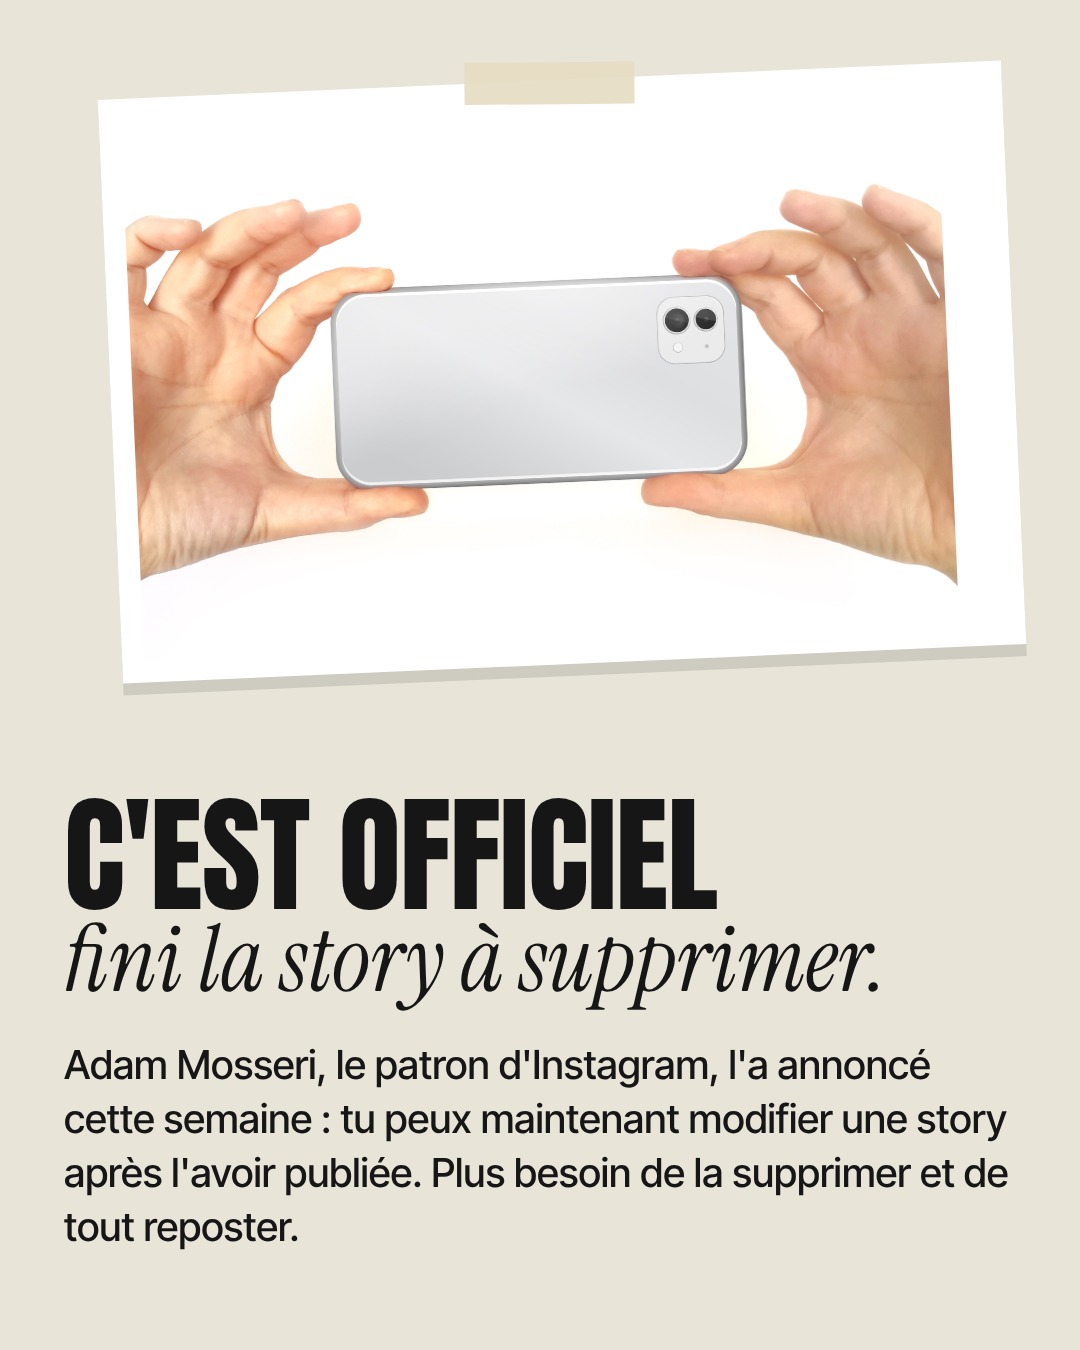 C'EST OFFICIEL
fini la story à supprimer.
Adam Mosseri, le patron d'Instagram, l'a annoncé
cette semaine : tu peux maintenant modifier une story
après l'avoir publiée. Plus besoin de la supprimer et de
tout reposter.